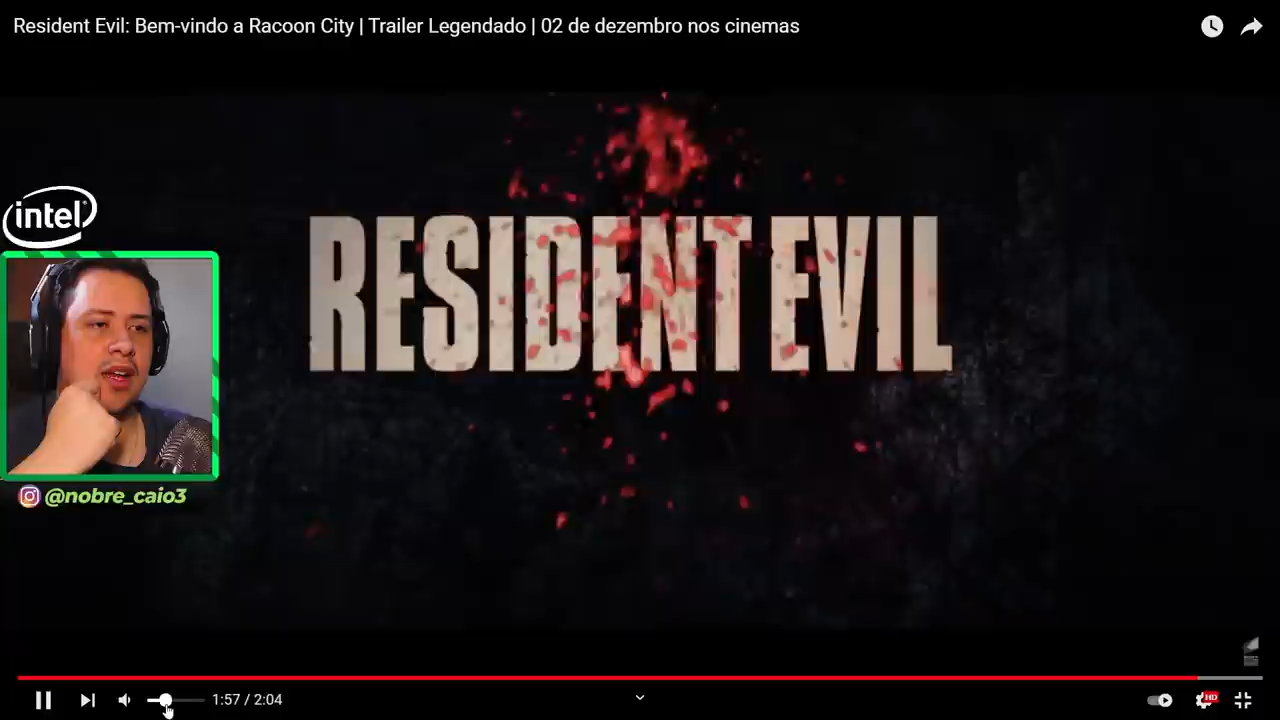 Resident Evil: Bem-vindo a Racoon City | Trailer Legendado | 02 de dezembro nos cinemas
intel
RESIDENT EVIL
@nobre_caio3
1:57 / 2:04
HD